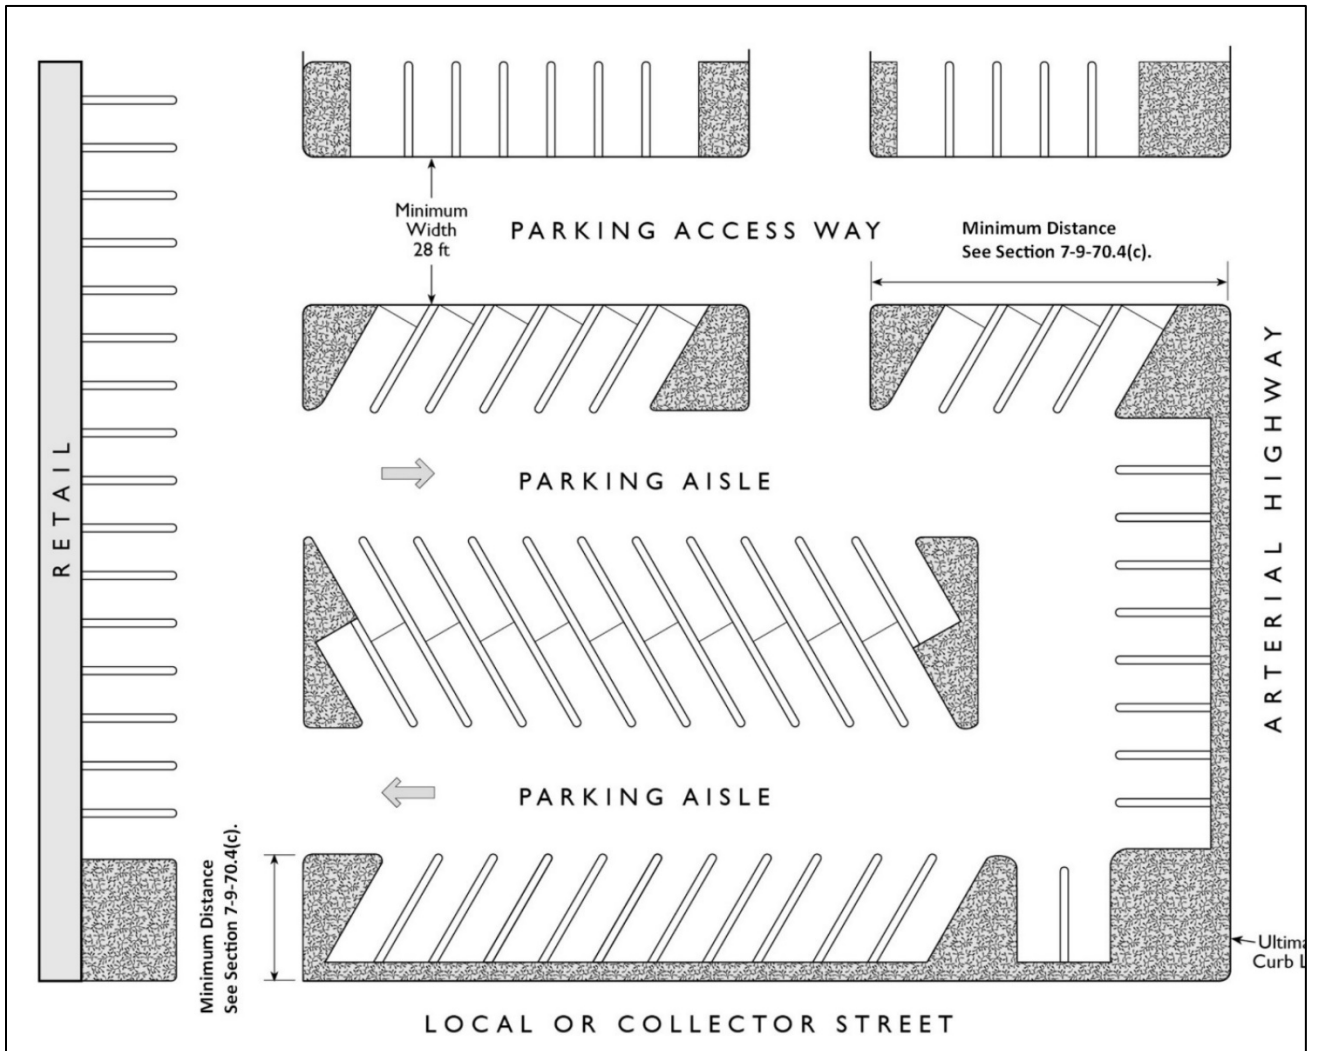 Minimum
Width
28 ft
PARKING ACCESS WAY
Minimum Distance
See Section 7-9-70.4(c).
RETAIL
PARKING AISLE
ARTERIAL HIGHWAY
PARKING AISLE
Minimum Distance
See Section 7-9-70.4(c).
Curb
LOCAL OR COLLECTOR STREET